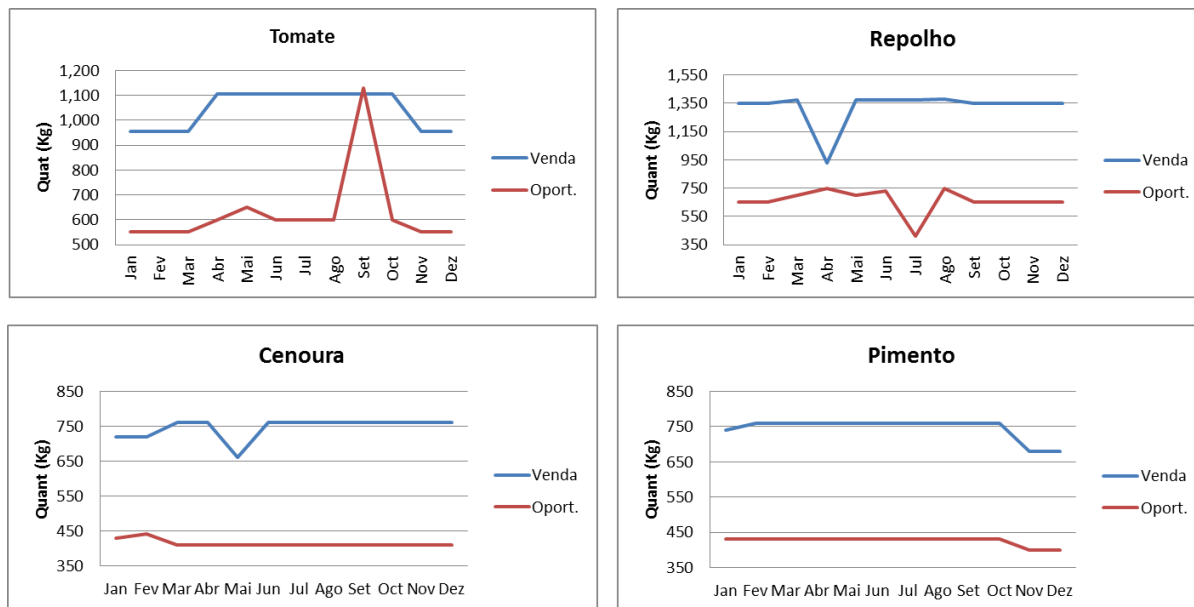 Tomate
1,200
1,100
1,000
900
800
700
600
500
Quat (Kg)
Jan Fev Mar Abr Mai Jun Jul Ago Set Oct Nov Dez
Venda
Oport.
Repolho
1,550
1,350
1,150
950
750
550
350
Quant (Kg)
Jan Fev Mar Abr Mai Jun Jul Ago Set Oct Nov Dez
Venda
Oport.
Cenoura
850
750
650
550
450
350
Quant (Kg)
Jan Fev Mar Abr Mai Jun Jul Ago Set Oct Nov Dez
Venda
Oport.
Pimento
850
750
650
550
450
350
Quant (Kg)
Jan Fev Mar Abr Mai Jun Jul Ago Set Oct Nov Dez
Venda
Oport.